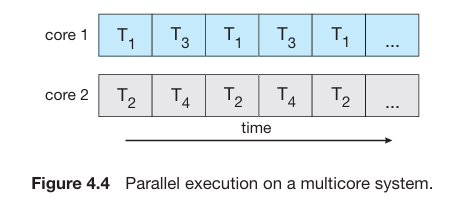 core 1 T1 T3 T1 T3 T1 ...
core 2 T2 T4 T2 T4 T2 ...
time
Figure 4.4 Parallel execution on a multicore system.